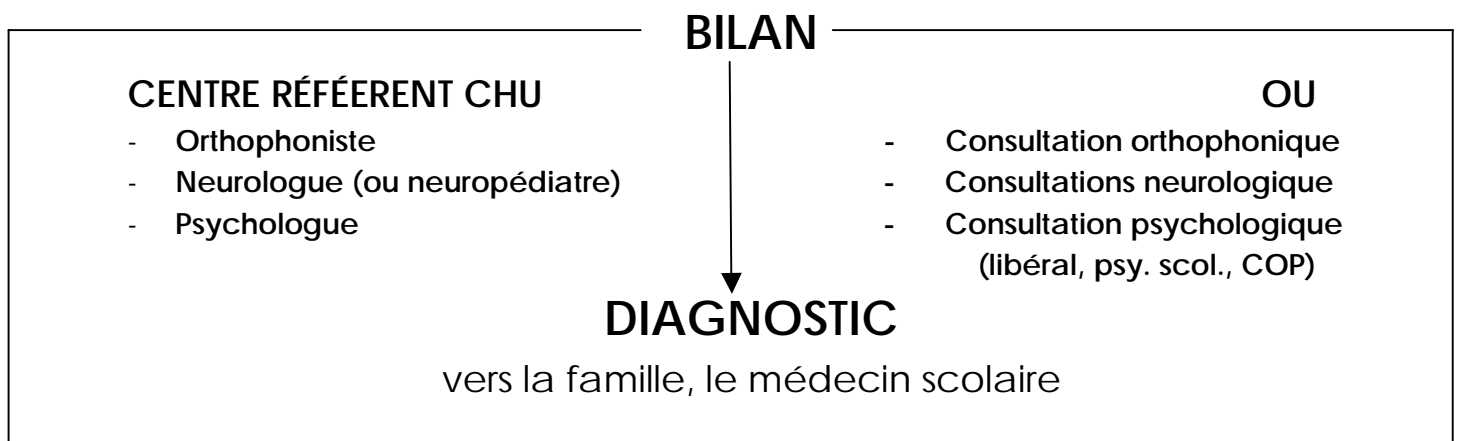 BILAN
CENTRE RÉFÉERENT CHU
- Orthophoniste
- Neurologue (ou neuropédiatre)
- Psychologue
OU
- Consultation orthophonique
- Consultations neurologique
- Consultation psychologique
(libéral, psy. scol., COP)
DIAGNOSTIC
vers la famille, le médecin scolaire